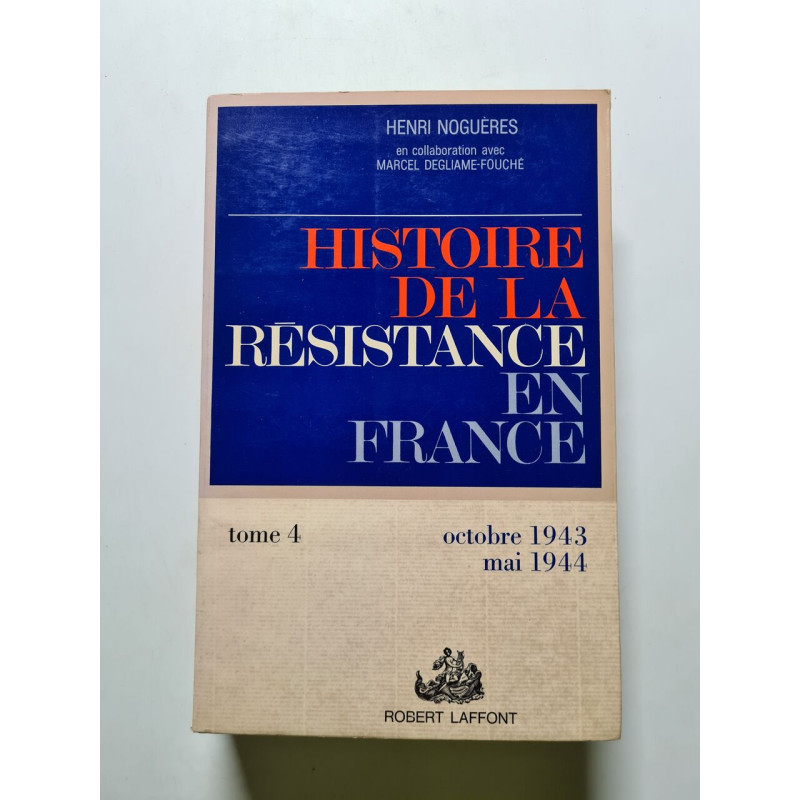 HENRI NOGUÈRES
en collaboration avec
MARCEL DEGLIAME-FOUCHÉ
HISTOIRE
DE LA
RÉSISTANCE
EN
FRANCE
tome 4
octobre 1943
mai 1944
ROBERT LAFFONT